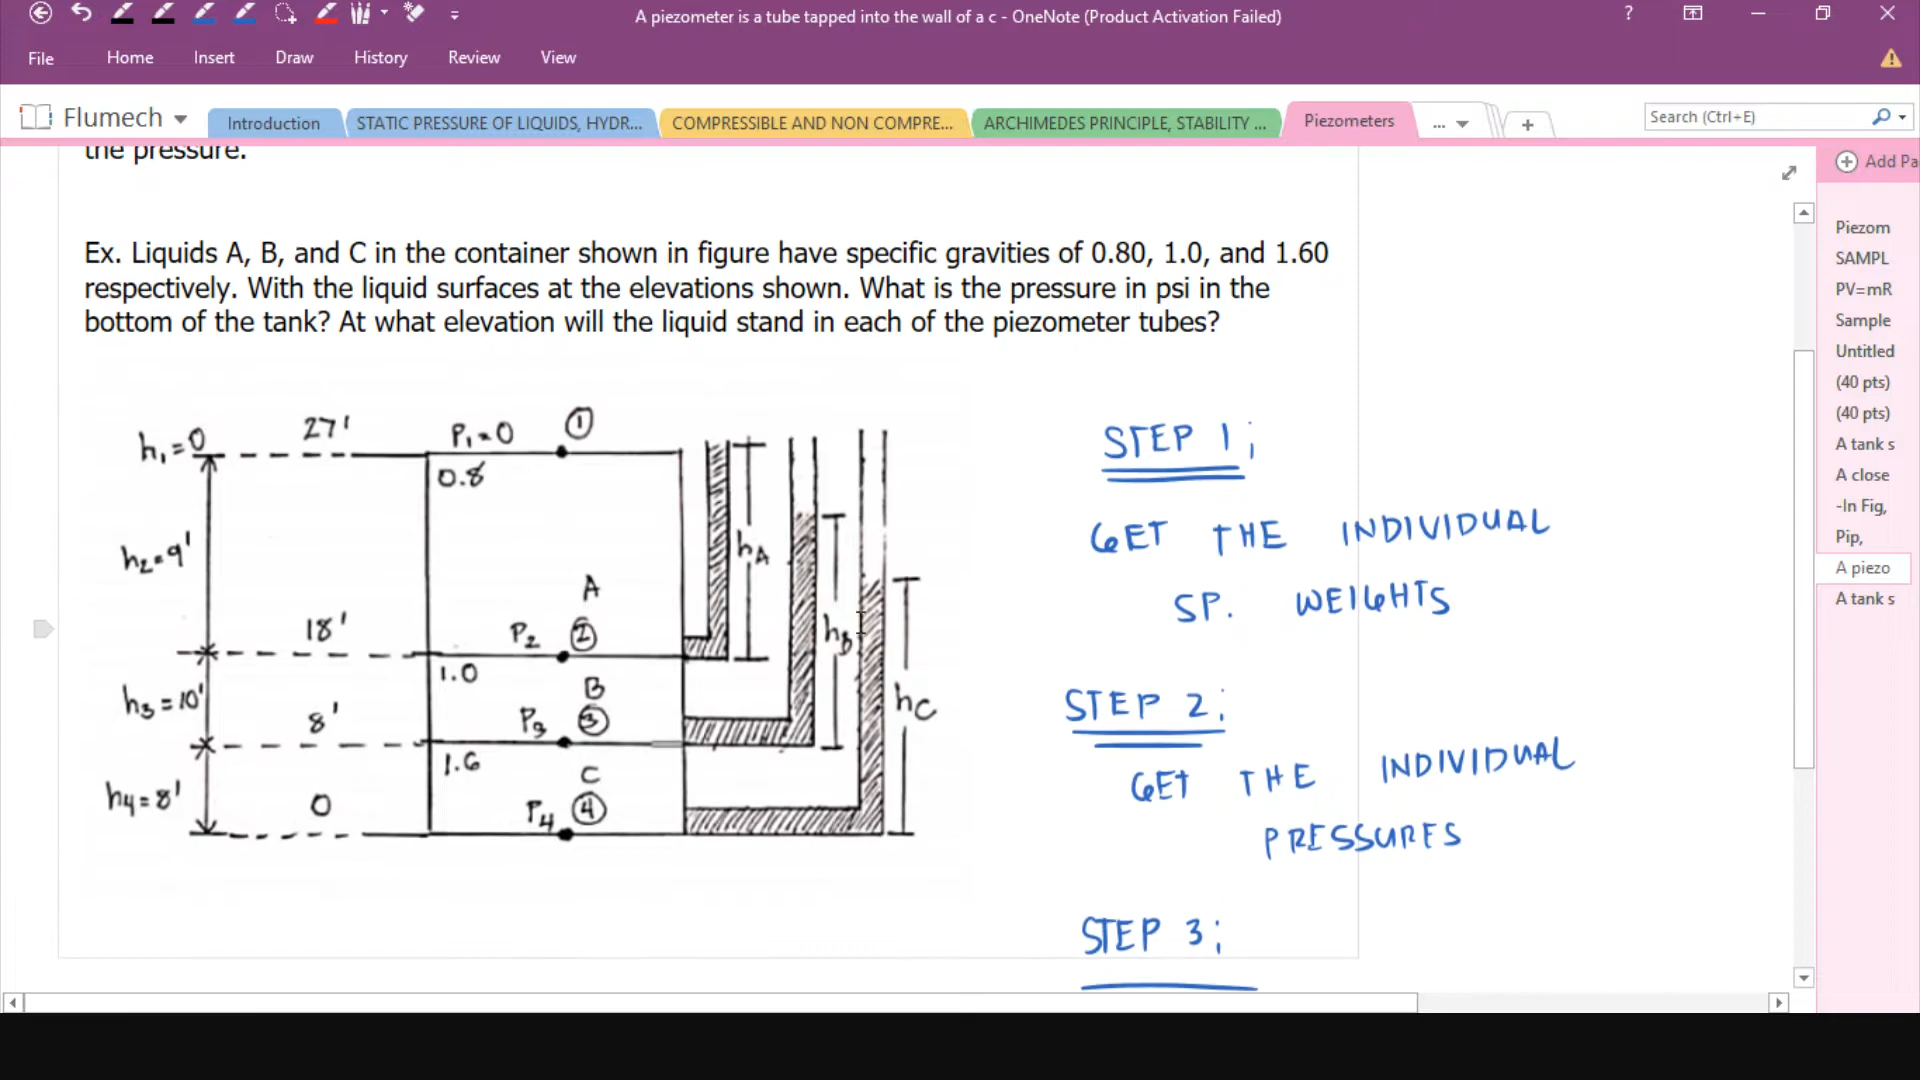 A piezometer is a tube tapped into the wall of a c - OneNote (Product Activation Failed)
?
File Home Insert Draw History Review View
Flumech Introduction STATIC PRESSURE OF LIQUIDS, HYDR... COMPRESSIBLE AND NON COMPRE... ARCHIMEDES PRINCIPLE, STABILITY ... Piezometers ... Search (Ctrl+E)
Add Pa
the pressure.
Ex. Liquids A, B, and C in the container shown in figure have specific gravities of 0.80, 1.0, and 1.60
respectively. With the liquid surfaces at the elevations shown. What is the pressure in psi in the
bottom of the tank? At what elevation will the liquid stand in each of the piezometer tubes?
h₁=0 27' P₁=0 1
0.8
h₂=9' hA
A
18' P₂ 2 hB
1.0
h₃=10' B hC
8' P₃ 3
1.6
C
h4=8' 0 P4 4
STEP 1;
GET THE INDIVIDUAL
SP. WEIGHTS
STEP 2;
GET THE INDIVIDUAL
PRESSURES
STEP 3;
Piezom
SAMPL
PV=mR
Sample
Untitled
(40 pts)
(40 pts)
A tank s
A close
-In Fig,
Pip,
A piezo
A tank s